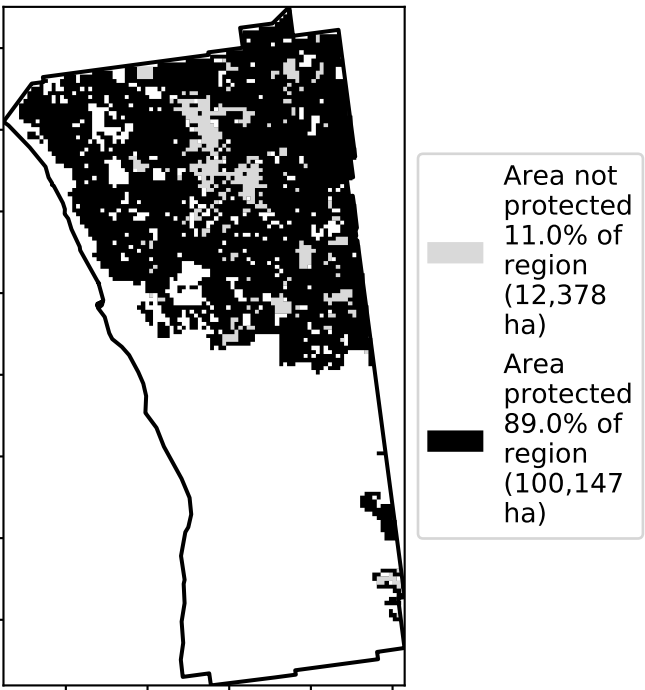 Area not
protected
11.0% of
region
(12,378
ha)
Area
protected
89.0% of
region
(100,147
ha)